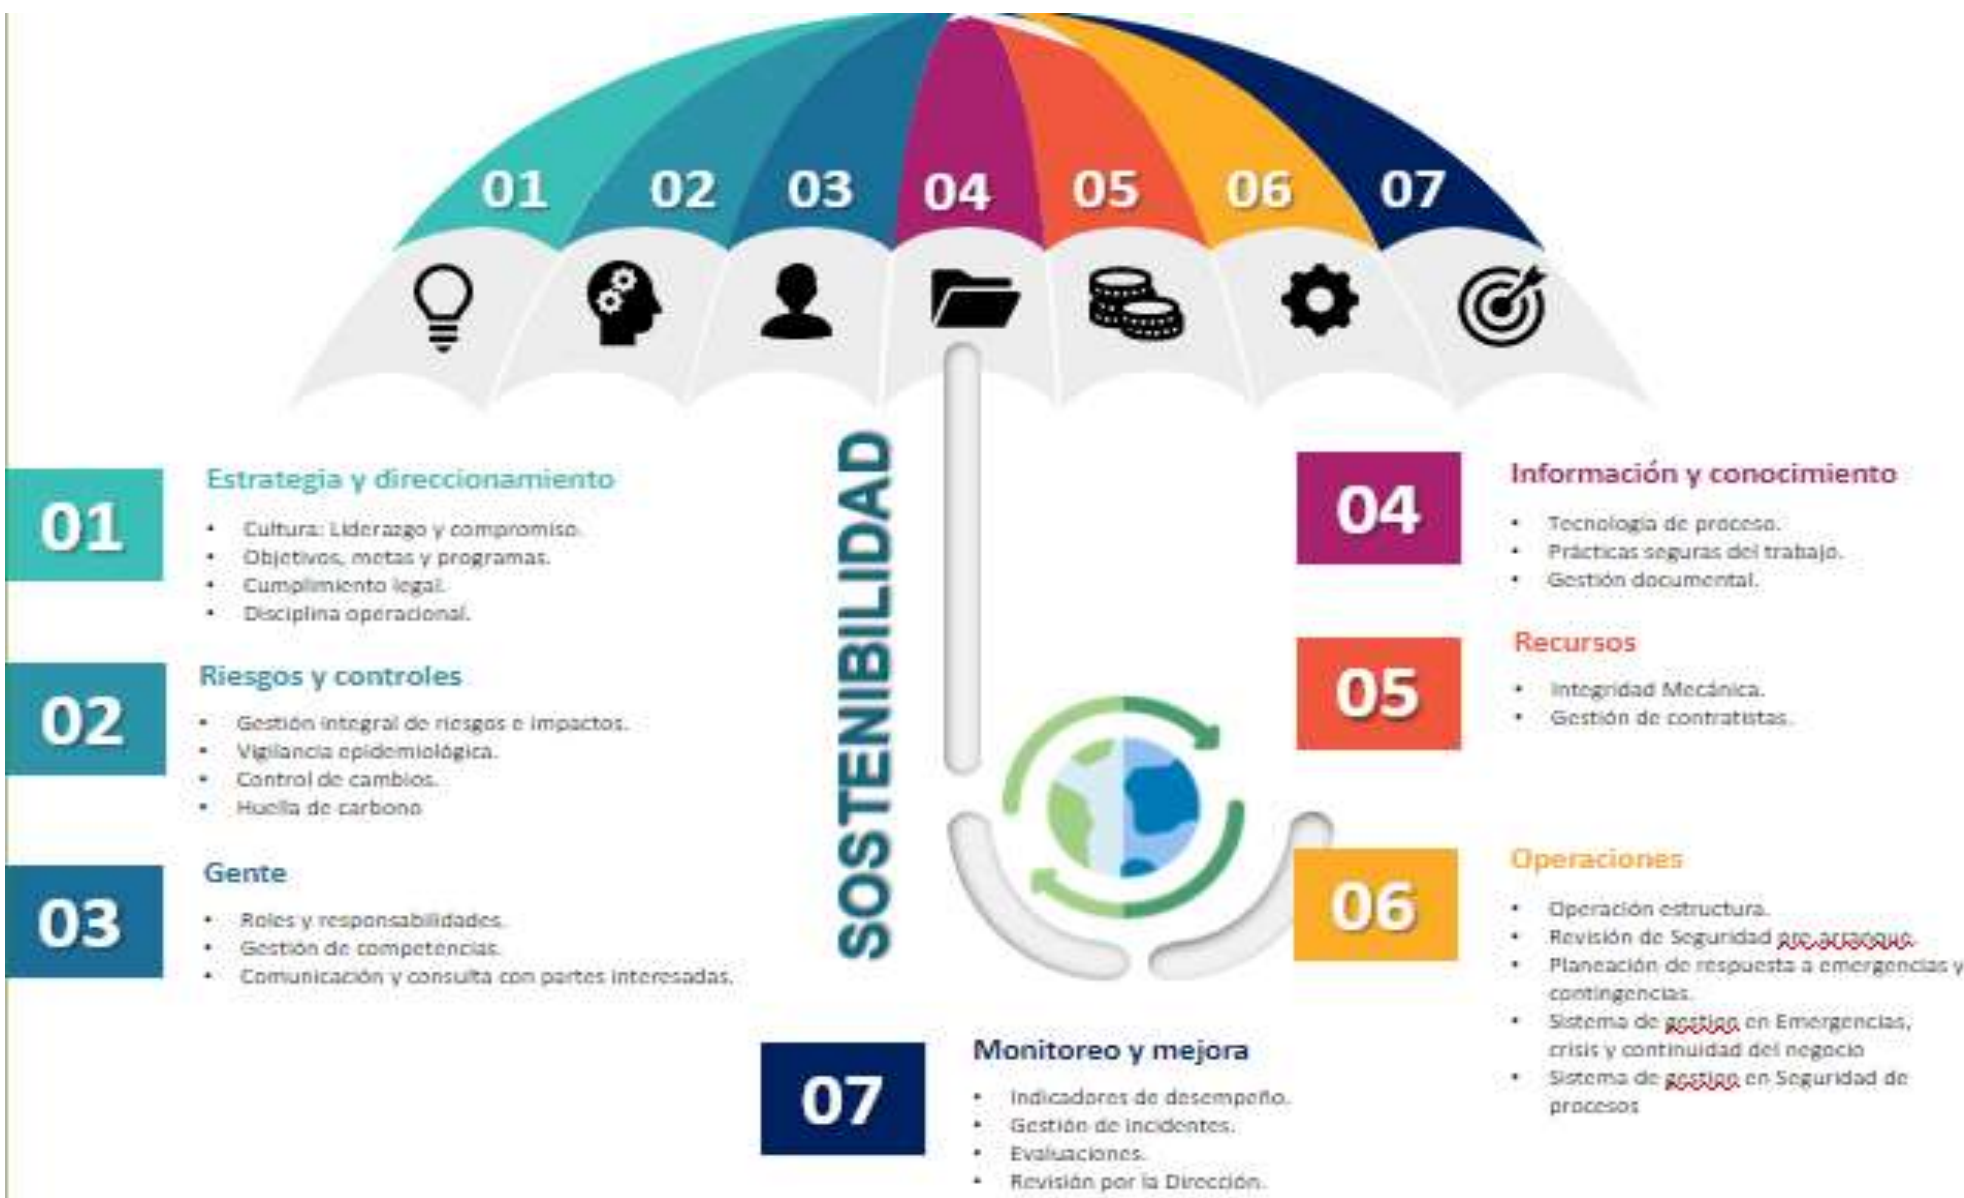 01 02 03 04 05 06 07
SOSTENIBILIDAD
01
Estrategia y direccionamiento
• Cultura: Liderazgo y compromiso.
• Objetivos, metas y programas.
• Cumplimiento legal.
• Disciplina operacional.
02
Riesgos y controles
• Gestión integral de riesgos e impactos.
• Vigilancia epidemiológica.
• Control de cambios.
• Huella de carbono
03
Gente
• Roles y responsabilidades.
• Gestión de competencias.
• Comunicación y consulta con partes interesadas.
04
Información y conocimiento
• Tecnología de proceso.
• Prácticas seguras del trabajo.
• Gestión documental.
05
Recursos
• Integridad Mecánica.
• Gestión de contratistas.
06
Operaciones
• Operación estructura.
• Revisión de Seguridad pre arranque.
• Planeación de respuesta a emergencias y
contingencias.
• Sistema de gestion en Emergencias,
crisis y continuidad del negocio
• Sistema de gestion en Seguridad de
procesos
07
Monitoreo y mejora
• Indicadores de desempeño.
• Gestión de incidentes.
• Evaluaciones.
• Revisión por la Dirección.